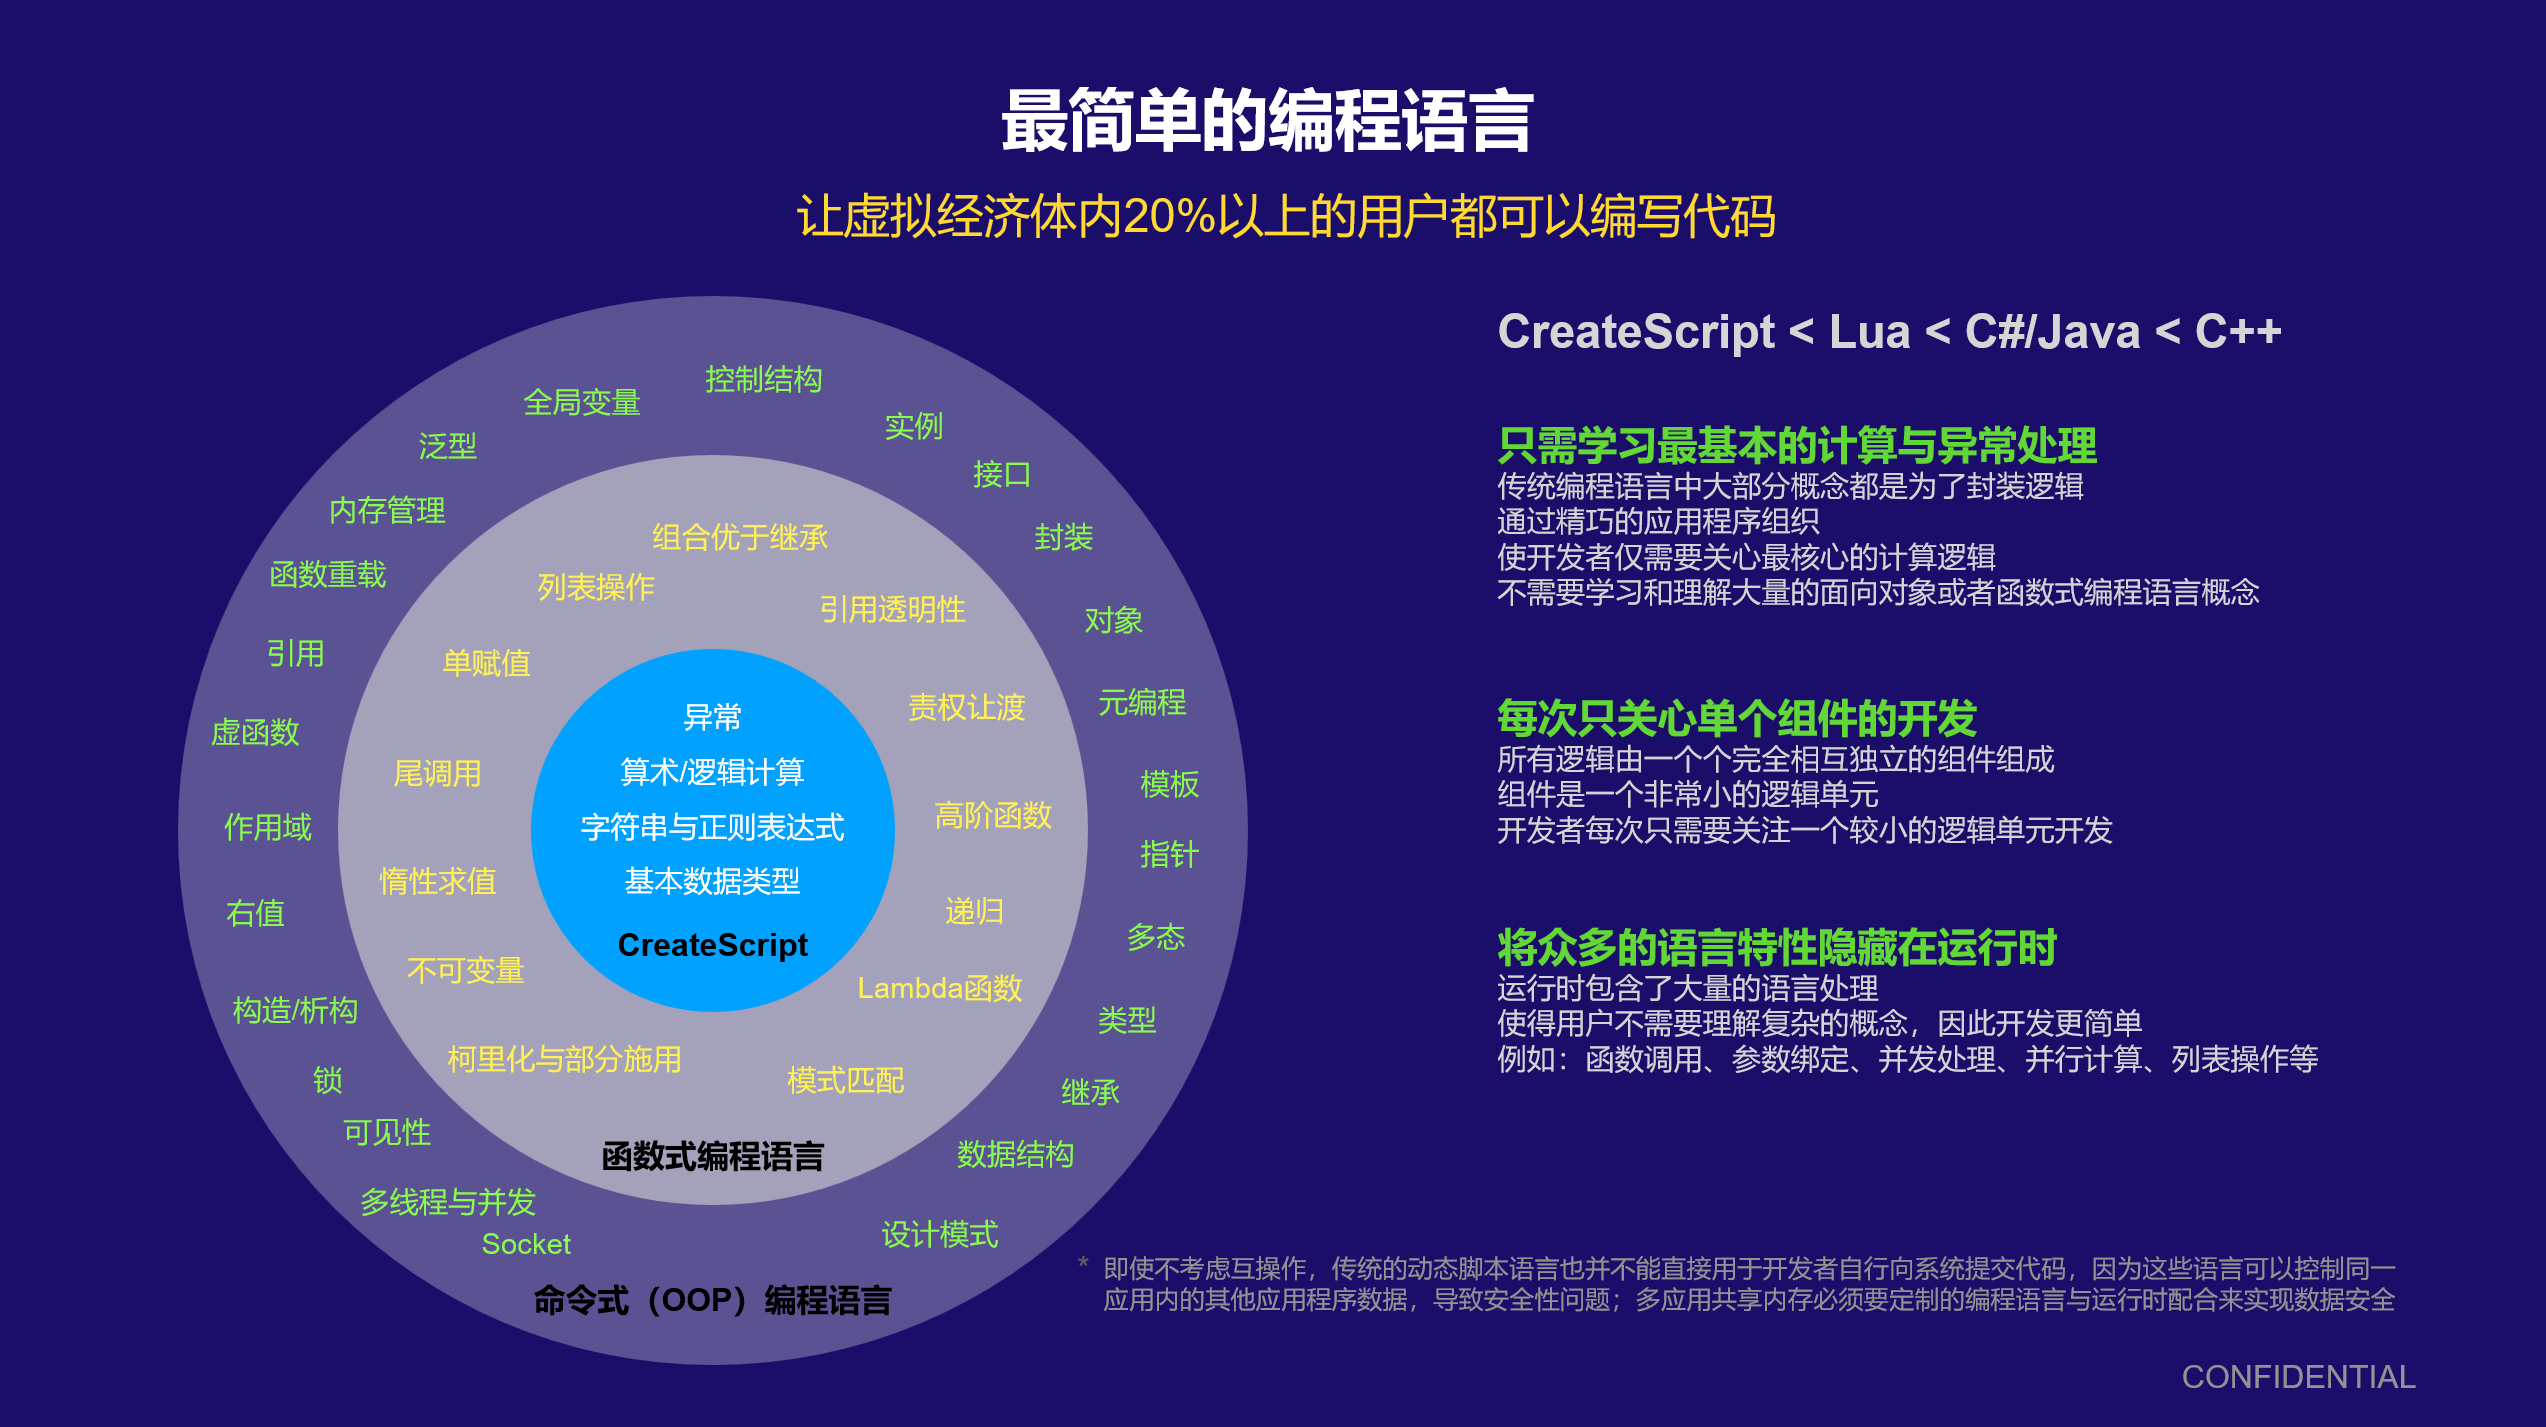 最简单的编程语言
让虚拟经济体内20%以上的用户都可以编写代码
控制结构
全局变量
实例
泛型
接口
内存管理
封装
函数重载
对象
引用
元编程
虚函数
模板
作用域
指针
右值
多态
构造/析构
类型
锁
继承
可见性
数据结构
多线程与并发
设计模式
Socket
命令式（OOP）编程语言
组合优于继承
列表操作
引用透明性
单赋值
责权让渡
尾调用
高阶函数
惰性求值
递归
不可变量
Lambda函数
柯里化与部分施用
模式匹配
函数式编程语言
异常
算术/逻辑计算
字符串与正则表达式
基本数据类型
CreateScript
CreateScript < Lua < C#/Java < C++
只需学习最基本的计算与异常处理
传统编程语言中大部分概念都是为了封装逻辑
通过精巧的应用程序组织
使开发者仅需要关心最核心的计算逻辑
不需要学习和理解大量的面向对象或者函数式编程语言概念
每次只关心单个组件的开发
所有逻辑由一个个完全相互独立的组件组成
组件是一个非常小的逻辑单元
开发者每次只需要关注一个较小的逻辑单元开发
将众多的语言特性隐藏在运行时
运行时包含了大量的语言处理
使得用户不需要理解复杂的概念，因此开发更简单
例如：函数调用、参数绑定、并发处理、并行计算、列表操作等
* 即使不考虑互操作，传统的动态脚本语言也并不能直接用于开发者自行向系统提交代码，因为这些语言可以控制同一
应用内的其他应用程序数据，导致安全性问题；多应用共享内存必须要定制的编程语言与运行时配合来实现数据安全
CONFIDENTIAL